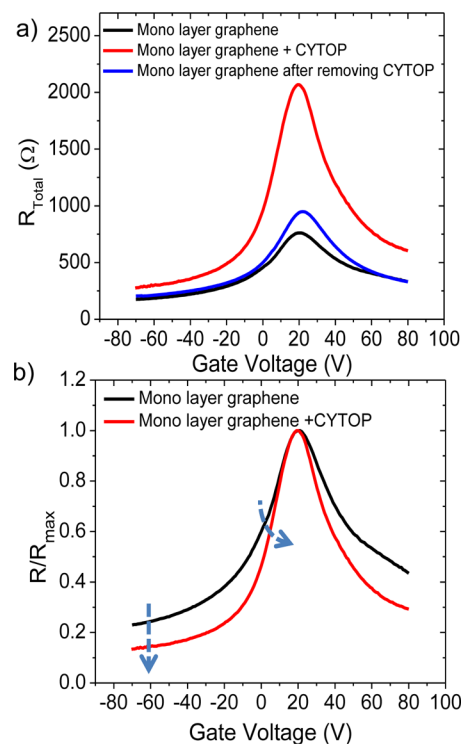 a)
Mono layer graphene
Mono layer graphene + CYTOP
Mono layer graphene after removing CYTOP
2500
2000
1500
1000
500
0
R_Total (Ω)
-80 -60 -40 -20 0 20 40 60 80 100
Gate Voltage (V)
b)
Mono layer graphene
Mono layer graphene +CYTOP
1.2
1.0
0.8
0.6
0.4
0.2
0.0
R/R_max
-80 -60 -40 -20 0 20 40 60 80 100
Gate Voltage (V)